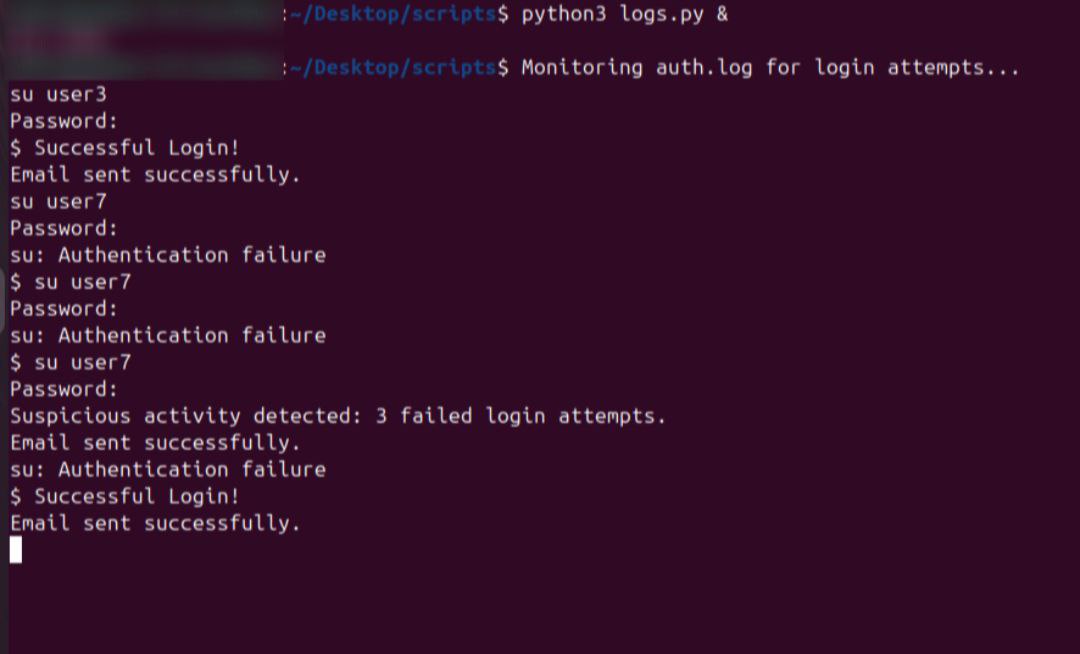 :~/Desktop/scripts$ python3 logs.py &
:~/Desktop/scripts$ Monitoring auth.log for login attempts...
su user3
Password:
$ Successful Login!
Email sent successfully.
su user7
Password:
su: Authentication failure
$ su user7
Password:
su: Authentication failure
$ su user7
Password:
Suspicious activity detected: 3 failed login attempts.
Email sent successfully.
su: Authentication failure
$ Successful Login!
Email sent successfully.